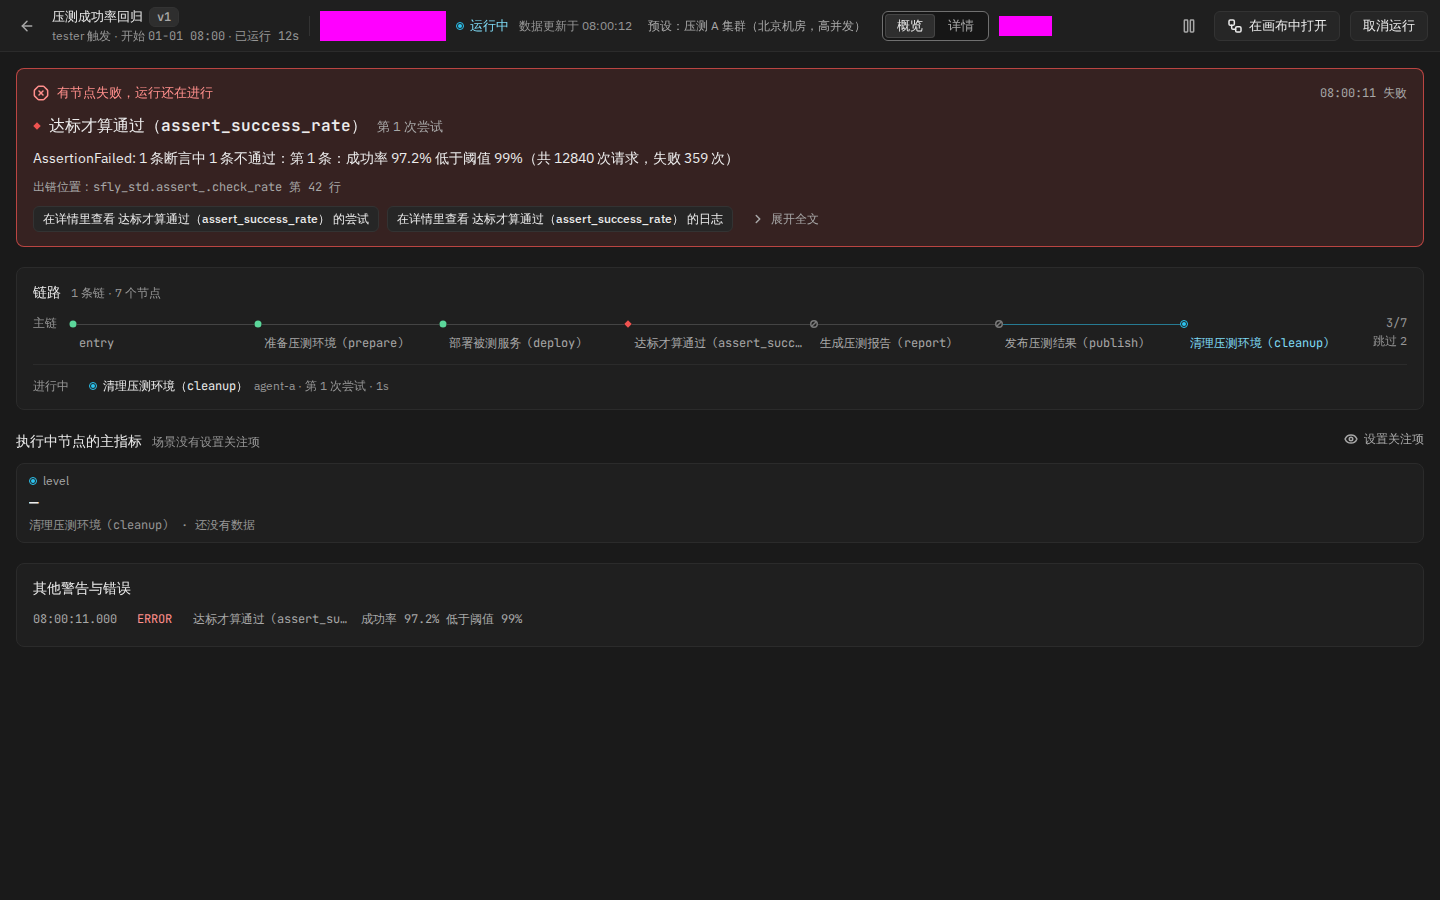 压测成功率回归 v1
tester 触发 · 开始 01-01 08:00 · 已运行 12s
运行中 数据更新于 08:00:12 预设：压测 A 集群（北京机房，高并发） 概览 详情 在画布中打开 取消运行
有节点失败，运行还在进行 08:00:11 失败
达标才算通过（assert_success_rate） 第 1 次尝试
AssertionFailed: 1 条断言中 1 条不通过：第 1 条：成功率 97.2% 低于阈值 99%（共 12840 次请求，失败 359 次）
出错位置：sfly_std.assert_.check_rate 第 42 行
在详情里查看 达标才算通过（assert_success_rate） 的尝试 在详情里查看 达标才算通过（assert_success_rate） 的日志 展开全文
链路 1 条链 · 7 个节点
主链 3/7
entry 准备压测环境（prepare） 部署被测服务（deploy） 达标才算通过（assert_succ… 生成压测报告（report） 发布压测结果（publish） 清理压测环境（cleanup） 跳过 2
进行中 清理压测环境（cleanup） agent-a · 第 1 次尝试 · 1s
执行中节点的主指标 场景没有设置关注项 设置关注项
level
—
清理压测环境（cleanup） · 还没有数据
其他警告与错误
08:00:11.000 ERROR 达标才算通过（assert_su… 成功率 97.2% 低于阈值 99%